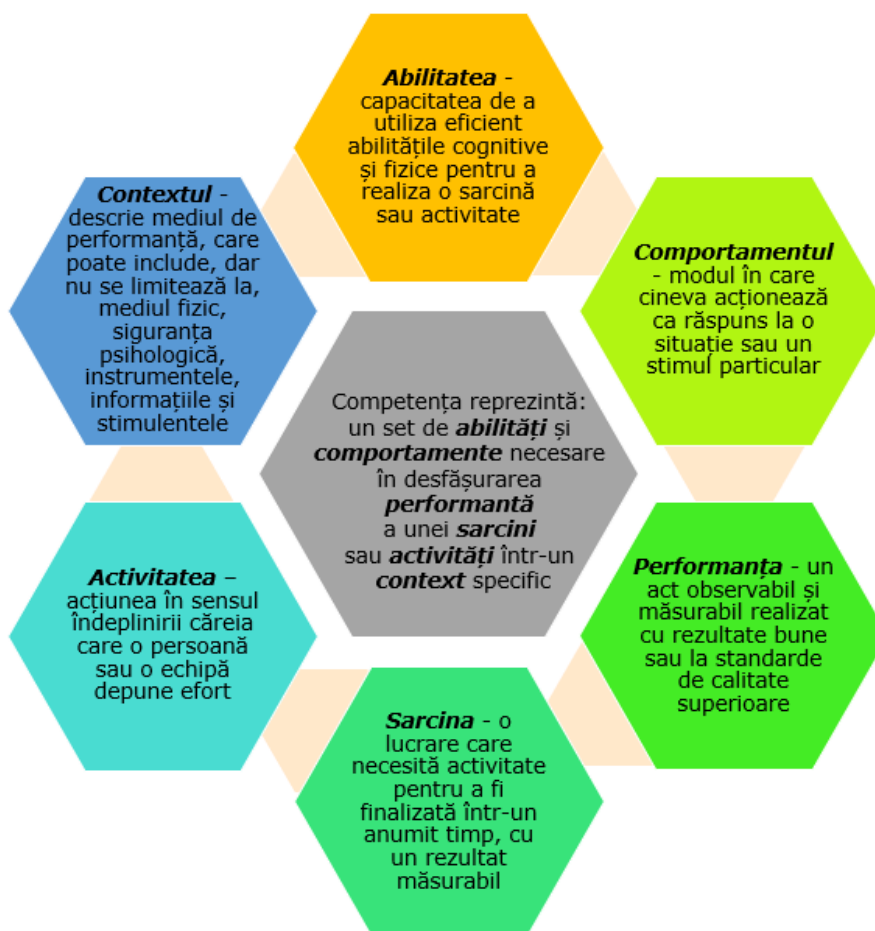 Abilitatea -
capacitatea de a
utiliza eficient
abilitățile cognitive
și fizice pentru a
realiza o sarcină
sau activitate
Comportamentul
- modul în care
cineva acționează
ca răspuns la o
situație sau un
stimul particular
Performanța - un
act observabil și
măsurabil realizat
cu rezultate bune
sau la standarde
de calitate
superioare
Sarcina - o
lucrare care
necesită activitate
pentru a fi
finalizată într-un
anumit timp, cu
un rezultat
măsurabil
Activitatea –
acțiunea în sensul
îndeplinirii căreia
care o persoană
sau o echipă
depune efort
Contextul -
descrie mediul de
performanță, care
poate include, dar
nu se limitează la,
mediul fizic,
siguranța
psihologică,
instrumentele,
informațiile și
stimulentele
Competența reprezintă:
un set de abilități și
comportamente necesare
în desfășurarea
performantă
a unei sarcini
sau activități într-un
context specific